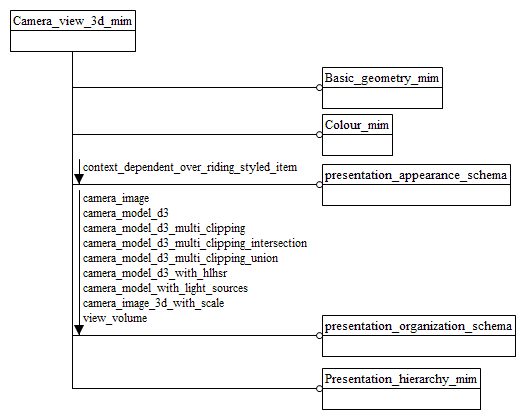 Camera_view_3d_mim
Basic_geometry_mim
Colour_mim
context_dependent_over_riding_styled_item
presentation_appearance_schema
camera_image
camera_model_d3
camera_model_d3_multi_clipping
camera_model_d3_multi_clipping_intersection
camera_model_d3_multi_clipping_union
camera_model_d3_with_hlhsr
camera_model_with_light_sources
camera_image_3d_with_scale
view_volume
presentation_organization_schema
Presentation_hierarchy_mim